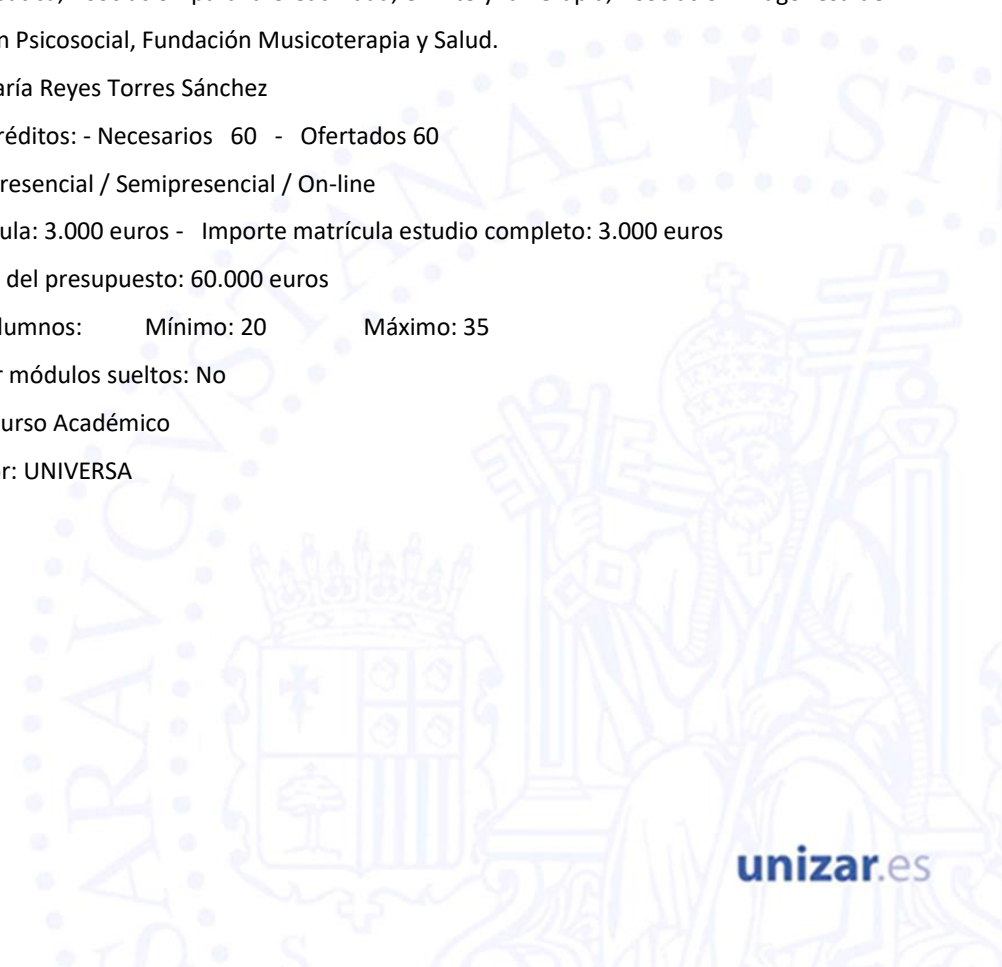 n Psicosocial, Fundación Musicoterapia y Salud.
aría Reyes Torres Sánchez
réditos: - Necesarios 60 - Ofertados 60
resencial / Semipresencial / On-line
ula: 3.000 euros - Importe matrícula estudio completo: 3.000 euros
del presupuesto: 60.000 euros
lumnos: Mínimo: 20 Máximo: 35
r módulos sueltos: No
urso Académico
r: UNIVERSA
unizar.es